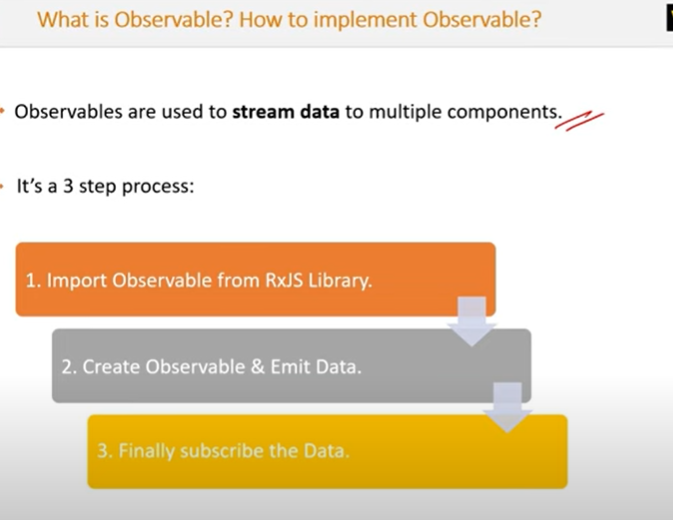 What is Observable? How to implement Observable?
Observables are used to stream data to multiple components.
It's a 3 step process:
1. Import Observable from RxJS Library.
2. Create Observable & Emit Data.
3. Finally subscribe the Data.